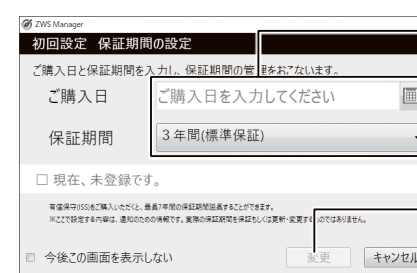 ZWS Manager
初回設定 保証期間の設定
ご購入日と保証期間を入力し、保証期間の管理をおこないます。
ご購入日
ご購入日を入力してください
保証期間
3年間(標準保証)
現在、未登録です。
有償保守(ISS)をご購入いただくと、最長7年間の保証期間延長することができます。
※ここで設定する内容は、通知のための情報です。実際の保証期間を保証もしくは更新・変更するものではありません。
今後この画面を表示しない
変更
キャンセル